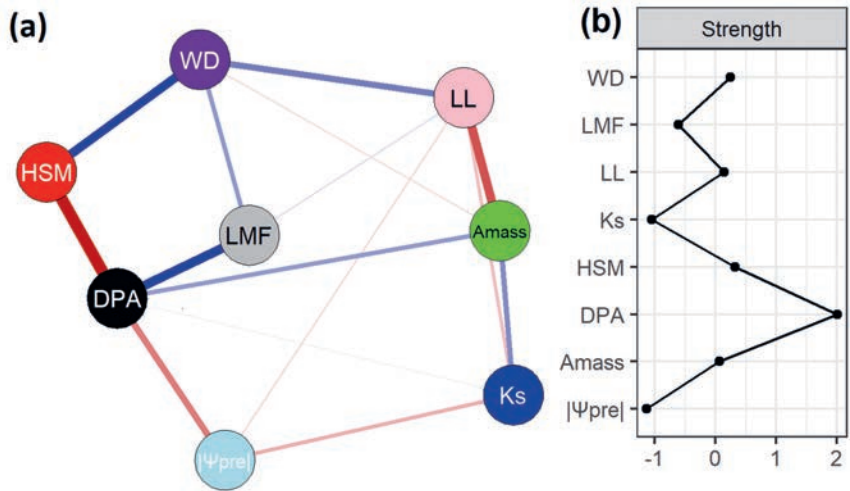 (a)
WD
LL
HSM
LMF
Amass
DPA
Ks
|Ψpre|
(b)
Strength
WD
LMF
LL
Ks
HSM
DPA
Amass
|Ψpre|
-1 0 1 2